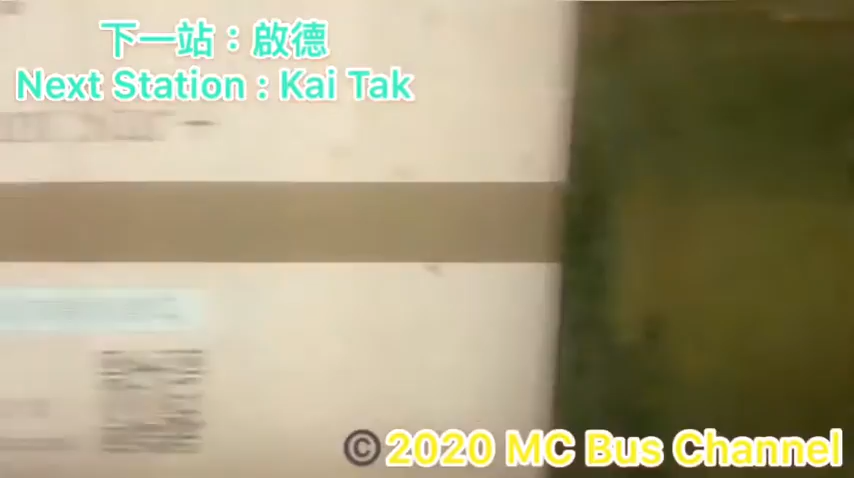 下一站：啟德
Next Station : Kai Tak
© 2020 MC Bus Channel